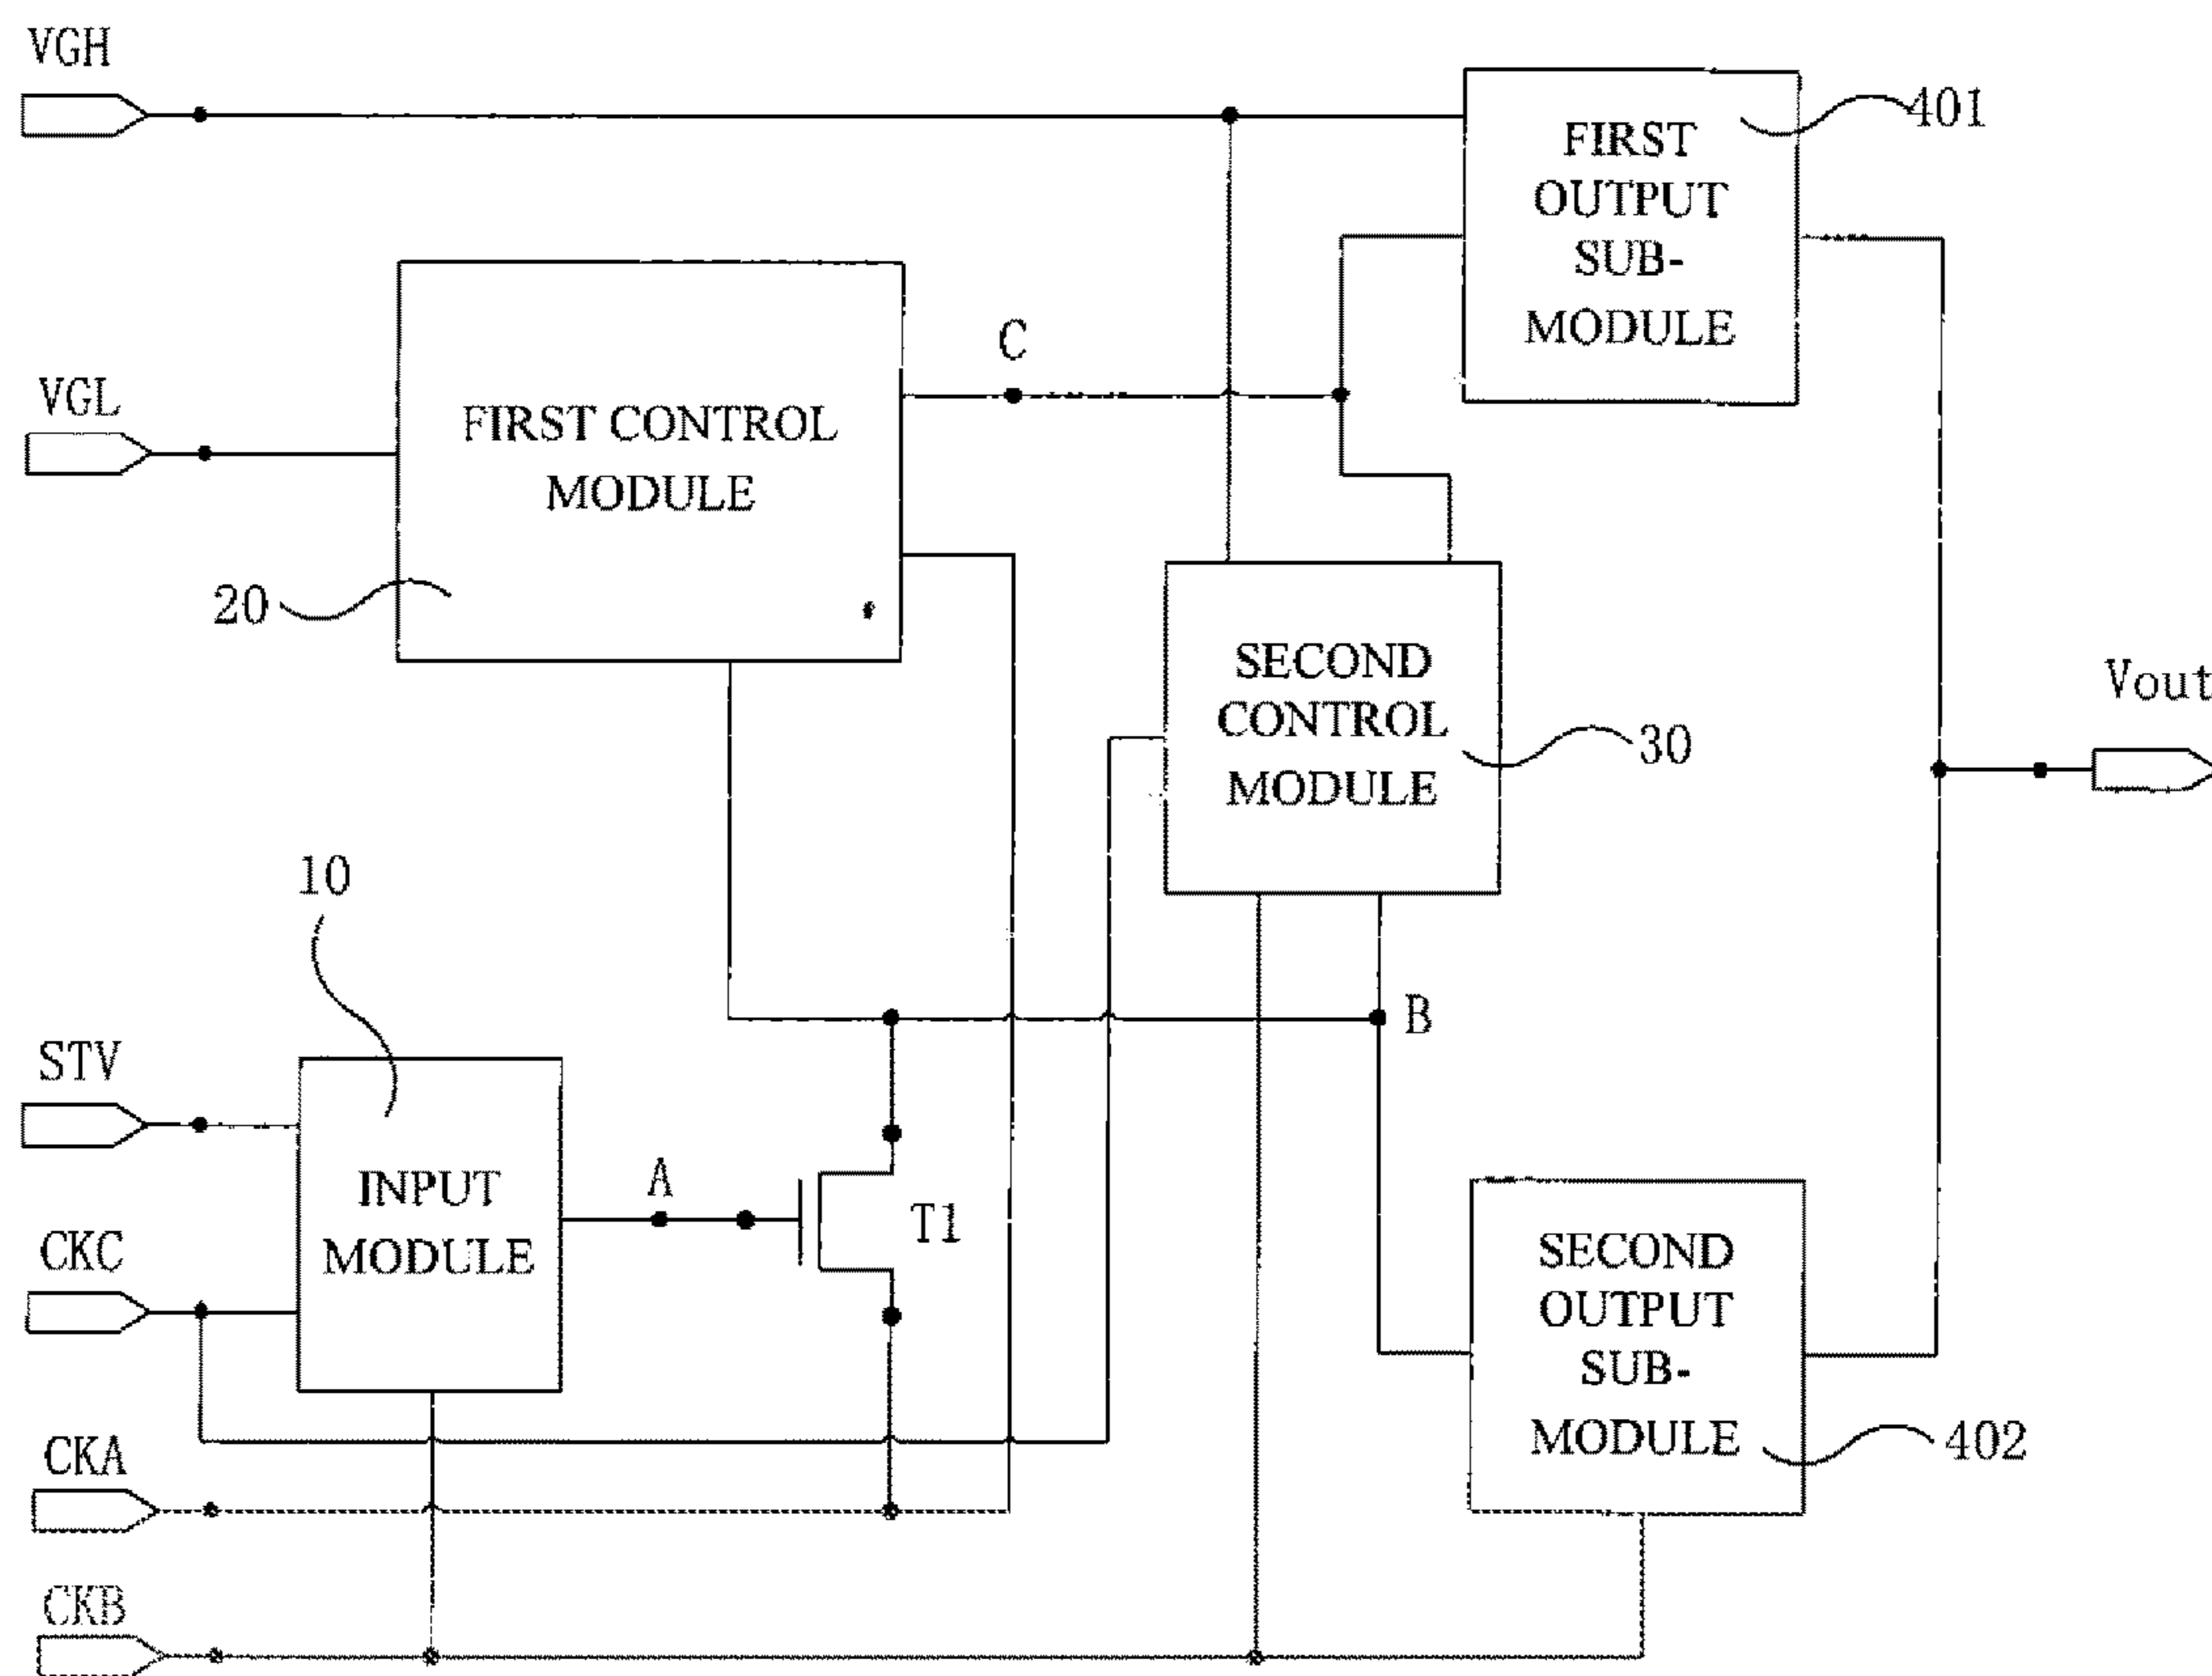 VGH
401
FIRST
OUTPUT
SUB-
MODULE
C
VGL
FIRST CONTROL
MODULE
20
SECOND
CONTROL
MODULE
30
Vout
10
B
STV
A
INPUT
MODULE
T1
CKC
SECOND
OUTPUT
SUB-
MODULE
402
CKA
CKB